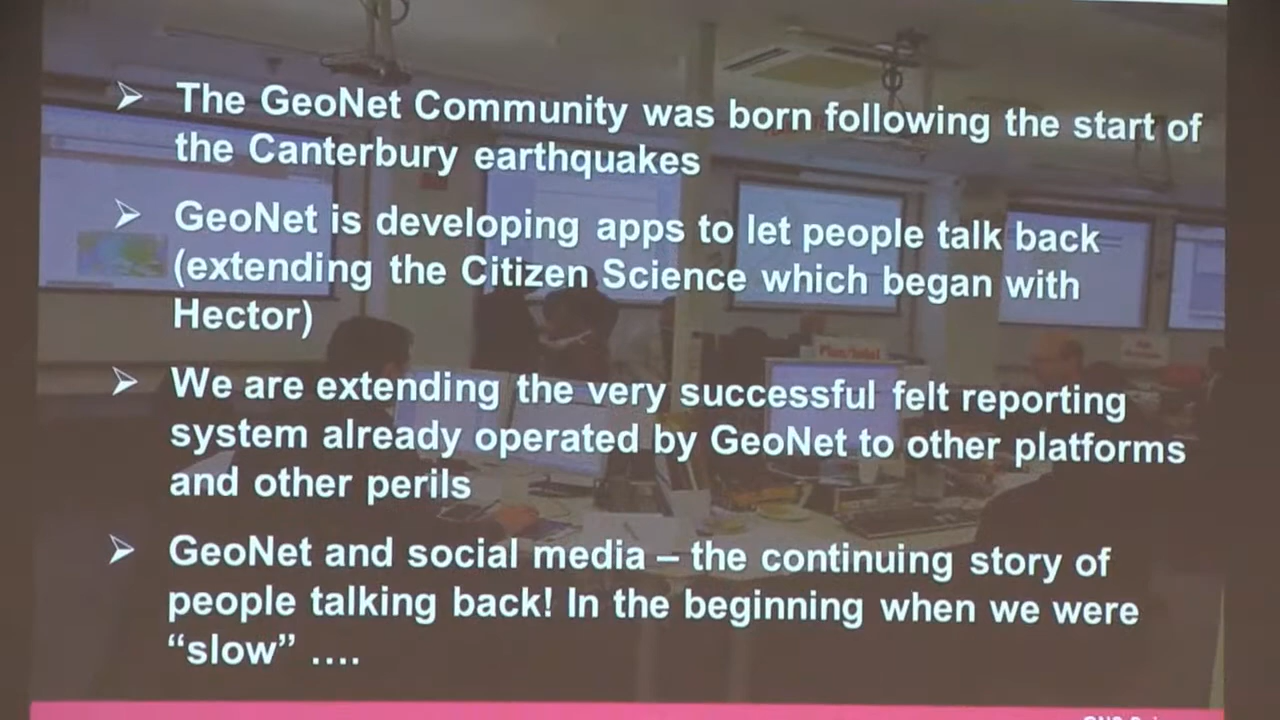 ➢ The GeoNet Community was born following the start of
the Canterbury earthquakes
➢ GeoNet is developing apps to let people talk back
(extending the Citizen Science which began with
Hector)
➢ We are extending the very successful felt reporting
system already operated by GeoNet to other platforms
and other perils
➢ GeoNet and social media – the continuing story of
people talking back! In the beginning when we were
“slow” ....